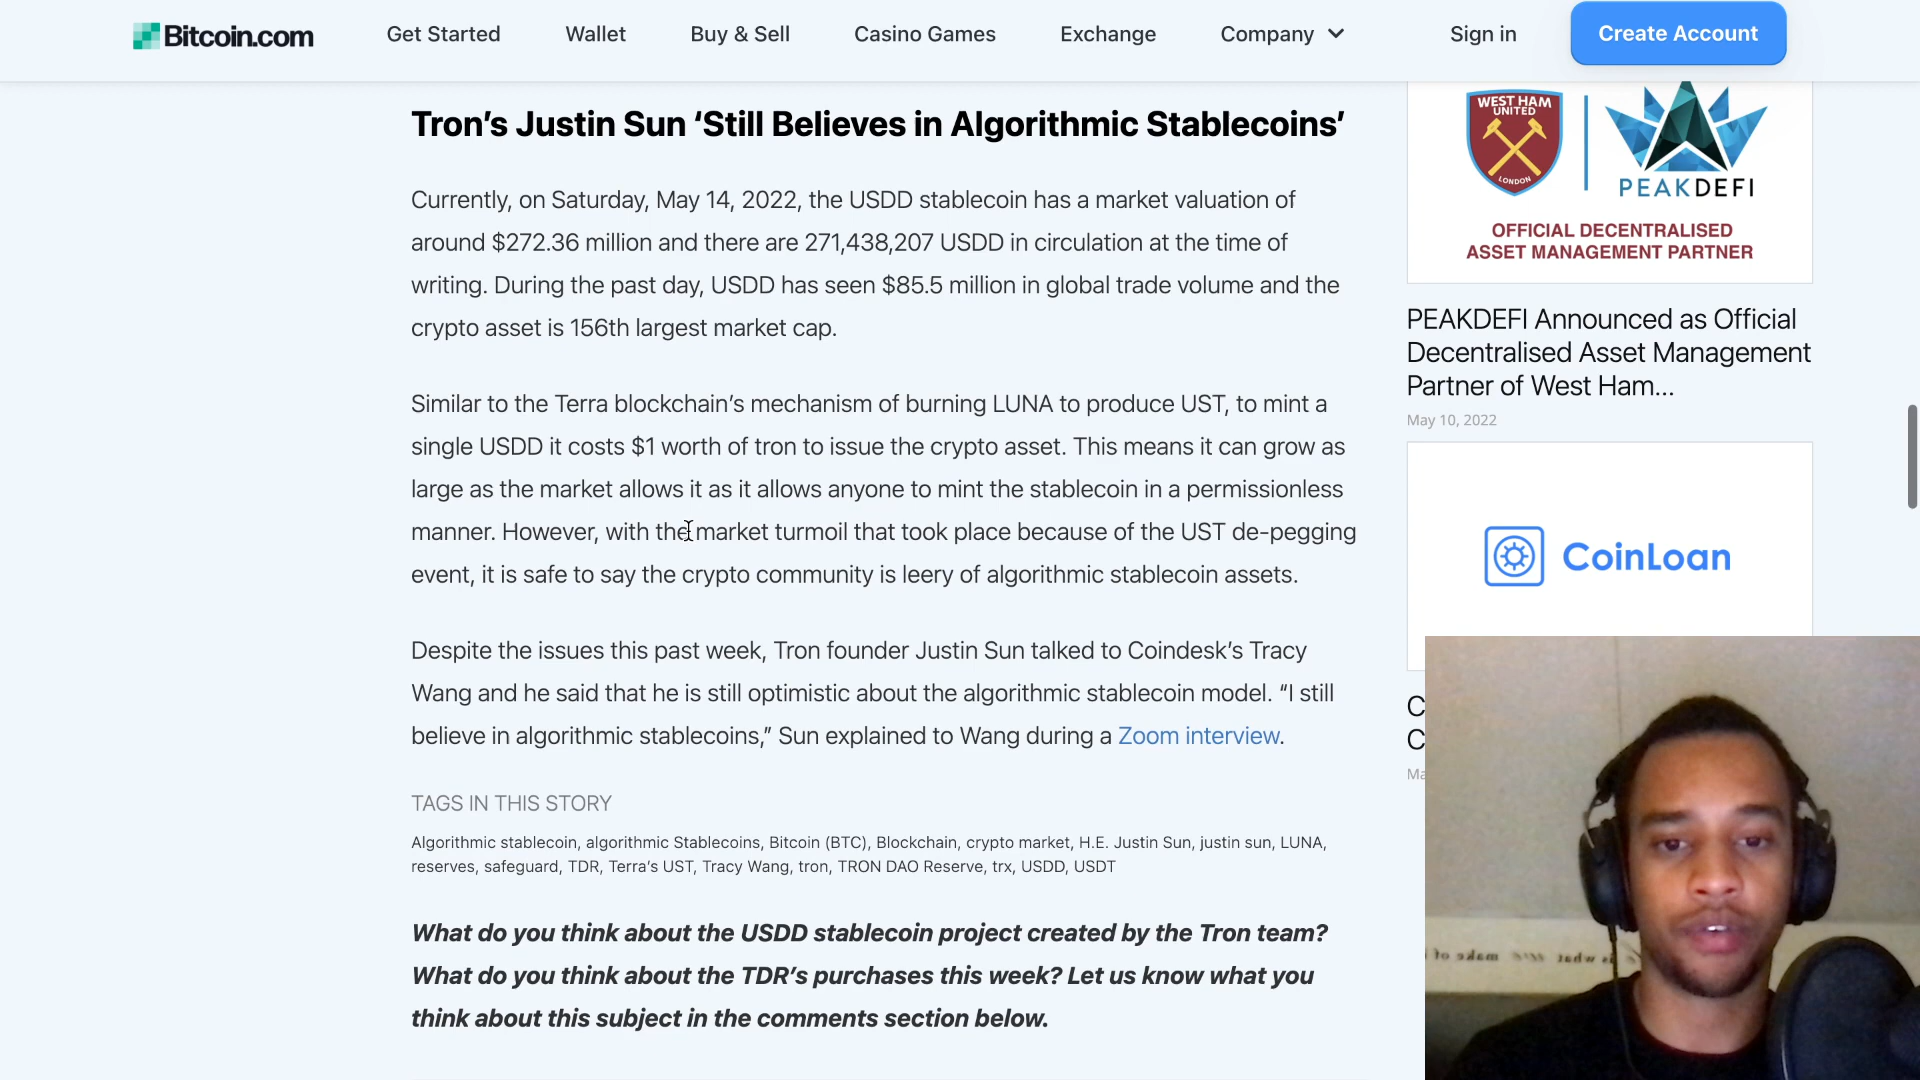 Bitcoin.com
Get Started
Wallet
Buy & Sell
Casino Games
Exchange
Company
Sign in
Create Account
Tron’s Justin Sun ‘Still Believes in Algorithmic Stablecoins’
Currently, on Saturday, May 14, 2022, the USDD stablecoin has a market valuation of
around $272.36 million and there are 271,438,207 USDD in circulation at the time of
writing. During the past day, USDD has seen $85.5 million in global trade volume and the
crypto asset is 156th largest market cap.
Similar to the Terra blockchain’s mechanism of burning LUNA to produce UST, to mint a
single USDD it costs $1 worth of tron to issue the crypto asset. This means it can grow as
large as the market allows it as it allows anyone to mint the stablecoin in a permissionless
manner. However, with the market turmoil that took place because of the UST de-pegging
event, it is safe to say the crypto community is leery of algorithmic stablecoin assets.
Despite the issues this past week, Tron founder Justin Sun talked to Coindesk’s Tracy
Wang and he said that he is still optimistic about the algorithmic stablecoin model. “I still
believe in algorithmic stablecoins,” Sun explained to Wang during a Zoom interview.
TAGS IN THIS STORY
Algorithmic stablecoin, algorithmic Stablecoins, Bitcoin (BTC), Blockchain, crypto market, H.E. Justin Sun, justin sun, LUNA,
reserves, safeguard, TDR, Terra’s UST, Tracy Wang, tron, TRON DAO Reserve, trx, USDD, USDT
What do you think about the USDD stablecoin project created by the Tron team?
What do you think about the TDR’s purchases this week? Let us know what you
think about this subject in the comments section below.
WEST HAM
UNITED
LONDON
PEAKDEFI
OFFICIAL DECENTRALISED
ASSET MANAGEMENT PARTNER
PEAKDEFI Announced as Official
Decentralised Asset Management
Partner of West Ham...
May 10, 2022
CoinLoan
C
C
Ma